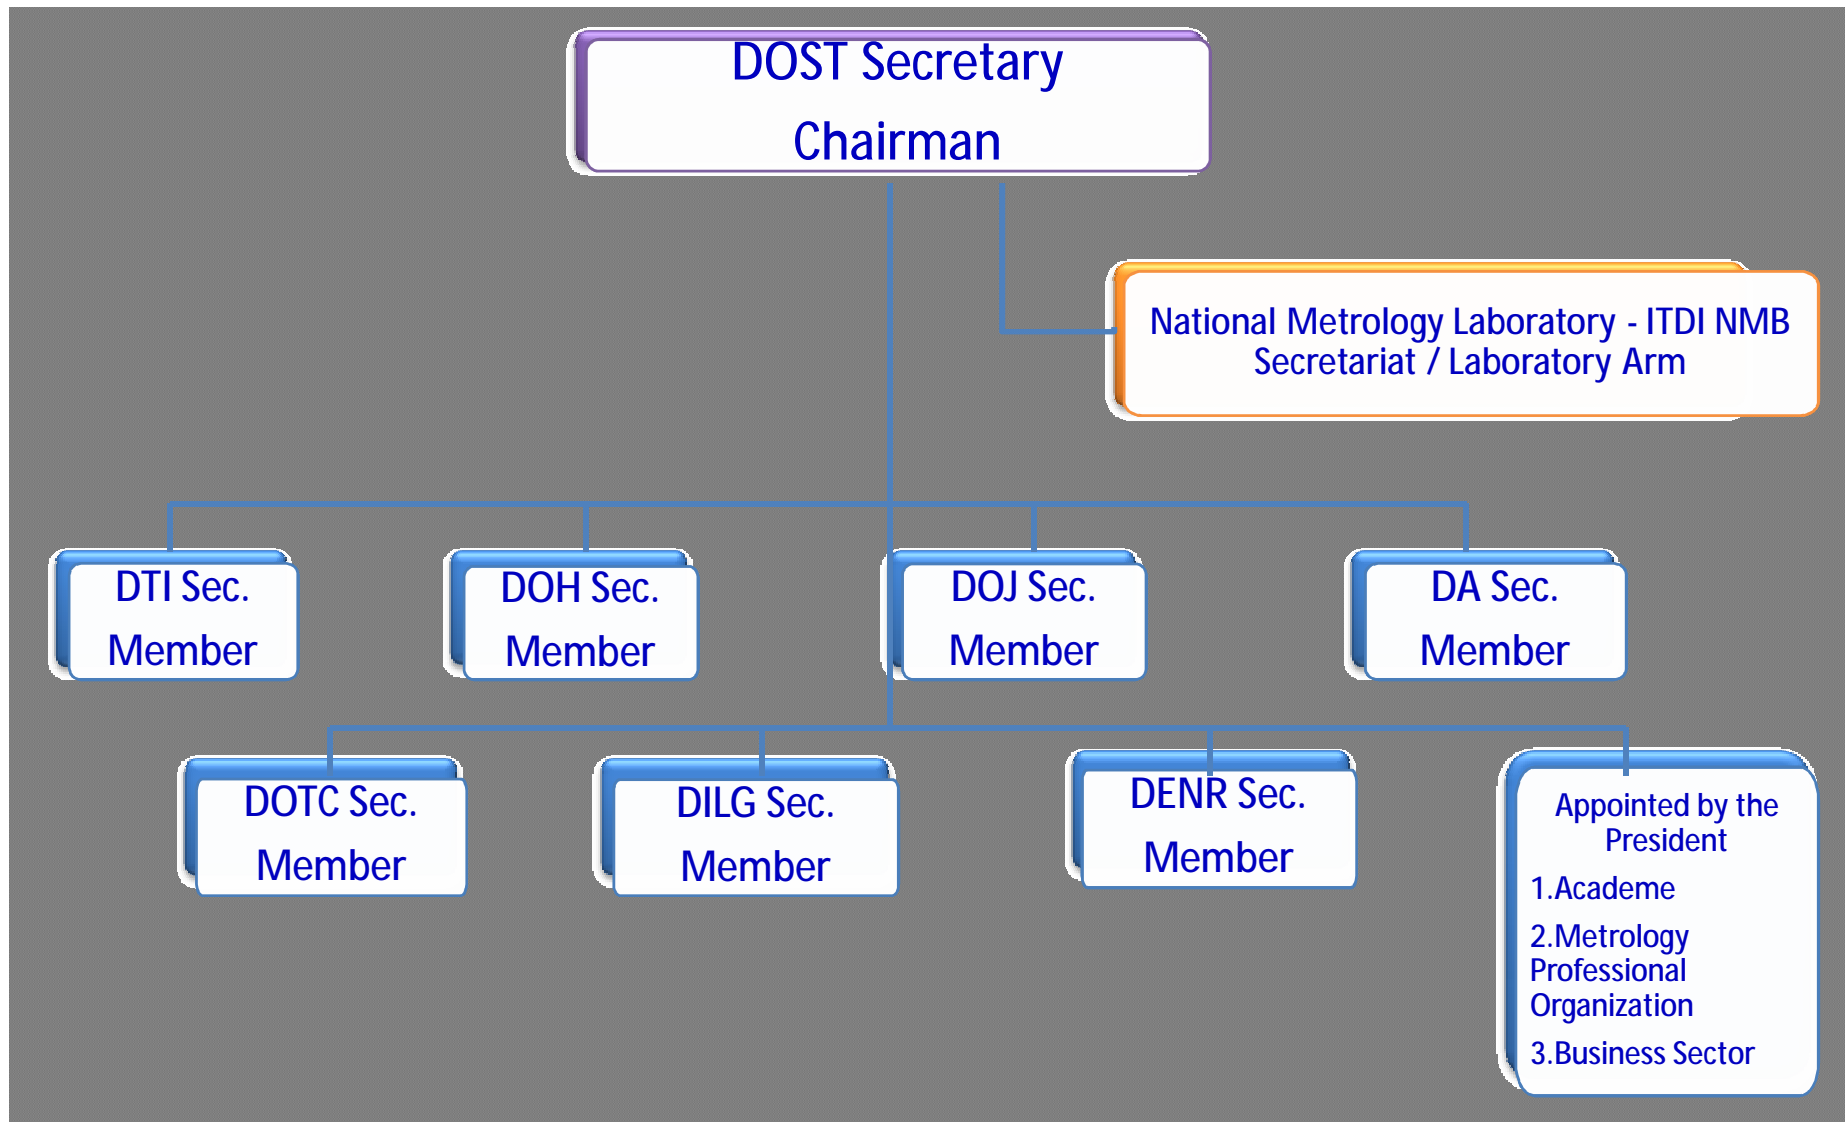 DOST Secretary
Chairman
National Metrology Laboratory - ITDI NMB
Secretariat / Laboratory Arm
DTI Sec.
Member
DOH Sec.
Member
DOJ Sec.
Member
DA Sec.
Member
DOTC Sec.
Member
DILG Sec.
Member
DENR Sec.
Member
Appointed by the
President
1.Academe
2.Metrology
Professional
Organization
3.Business Sector